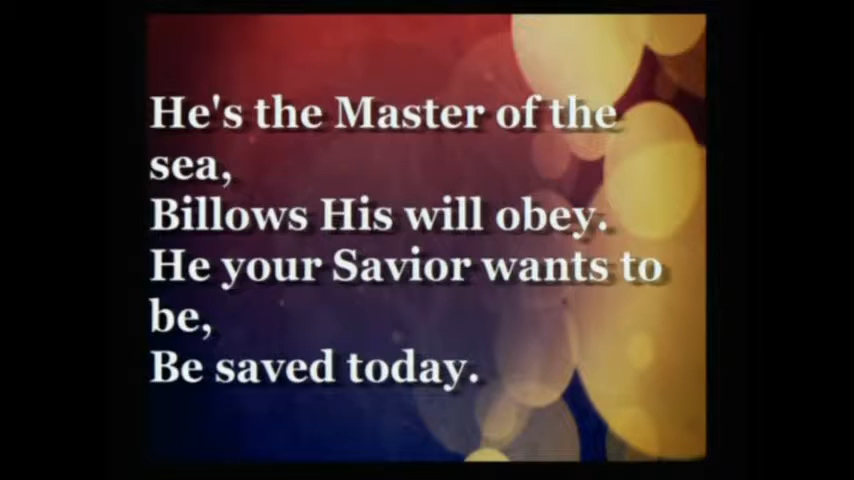 He's the Master of the
sea,
Billows His will obey.
He your Savior wants to
be,
Be saved today.